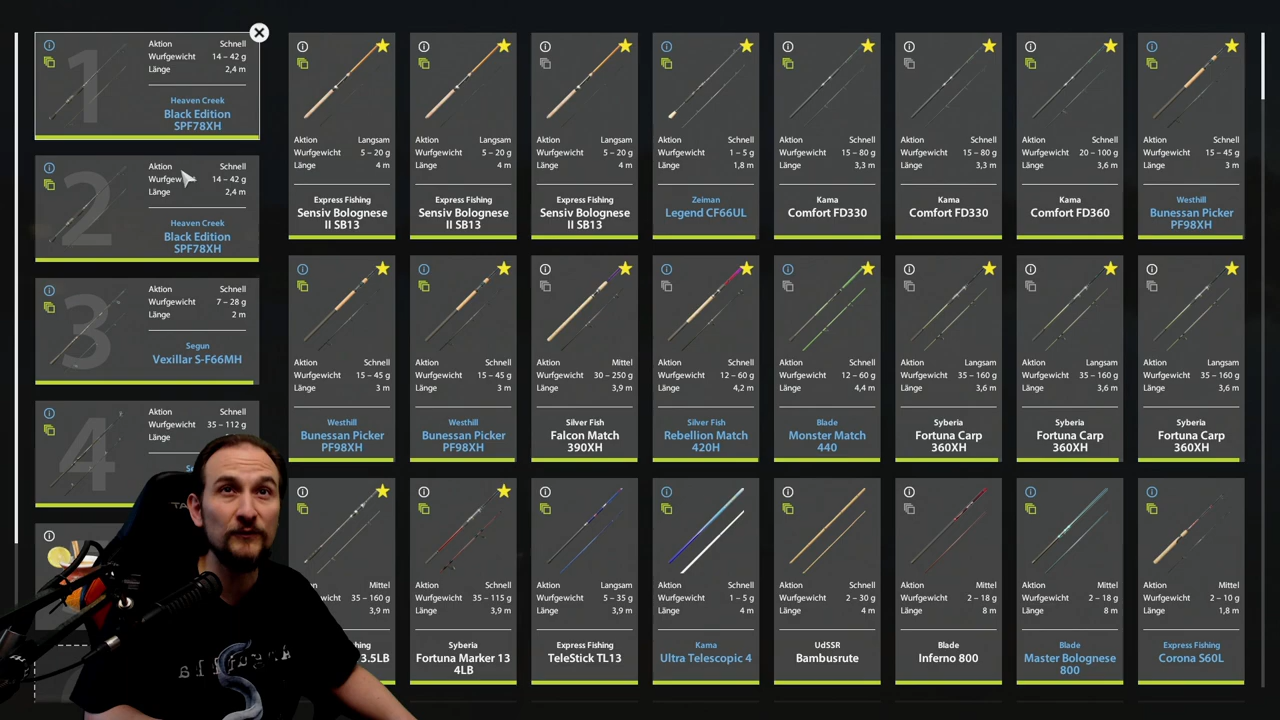 1
Aktion Schnell
Wurfgewicht 14 – 42 g
Länge 2,4 m
Heaven Creek
Black Edition
SPF78XH
2
Aktion Schnell
14 – 42 g
Länge 2,4 m
Heaven Creek
Black Edition
SPF78XH
3
Aktion Schnell
Wurfgewicht 7 – 28 g
Länge 2 m
Segun
Vexillar S-F66MH
4
Aktion Schnell
Wurfgewicht 35 – 112 g
Länge
Aktion Langsam
Wurfgewicht 5 – 20 g
Länge 4 m
Express Fishing
Sensiv Bolognese
II SB13
Aktion Langsam
Wurfgewicht 5 – 20 g
Länge 4 m
Express Fishing
Sensiv Bolognese
II SB13
Aktion Langsam
Wurfgewicht 5 – 20 g
Länge 4 m
Express Fishing
Sensiv Bolognese
II SB13
Aktion Schnell
Wurfgewicht 1 – 5 g
Länge 1,8 m
Zeiman
Legend CF66UL
Aktion Schnell
Wurfgewicht 15 – 80 g
Länge 3,3 m
Kama
Comfort FD330
Aktion Schnell
Wurfgewicht 15 – 80 g
Länge 3,3 m
Kama
Comfort FD330
Aktion Schnell
Wurfgewicht 20 – 100 g
Länge 3,6 m
Kama
Comfort FD360
Aktion Schnell
Wurfgewicht 15 – 45 g
Länge 3 m
Westhill
Bunessan Picker
PF98XH
Aktion Schnell
Wurfgewicht 15 – 45 g
Länge 3 m
Westhill
Bunessan Picker
PF98XH
Aktion Schnell
Wurfgewicht 15 – 45 g
Länge 3 m
Westhill
Bunessan Picker
PF98XH
Aktion Mittel
Wurfgewicht 30 – 250 g
Länge 3,9 m
Silver Fish
Falcon Match
390XH
Aktion Schnell
Wurfgewicht 12 – 60 g
Länge 4,2 m
Silver Fish
Rebellion Match
420H
Aktion Schnell
Wurfgewicht 12 – 60 g
Länge 4,4 m
Blade
Monster Match
440
Aktion Langsam
Wurfgewicht 35 – 160 g
Länge 3,6 m
Syberia
Fortuna Carp
360XH
Aktion Langsam
Wurfgewicht 35 – 160 g
Länge 3,6 m
Syberia
Fortuna Carp
360XH
Aktion Langsam
Wurfgewicht 35 – 160 g
Länge 3,6 m
Syberia
Fortuna Carp
360XH
Aktion Mittel
Wurfgewicht 35 – 160 g
Länge 3,9 m
3.5LB
Aktion Schnell
Wurfgewicht 35 – 115 g
Länge 3,9 m
Syberia
Fortuna Marker 13
4LB
Aktion Langsam
Wurfgewicht 5 – 35 g
Länge 3,9 m
Express Fishing
TeleStick TL13
Aktion Schnell
Wurfgewicht 1 – 5 g
Länge 4 m
Kama
Ultra Telescopic 4
Aktion Schnell
Wurfgewicht 2 – 30 g
Länge 4 m
UdSSR
Bambusrute
Aktion Mittel
Wurfgewicht 2 – 18 g
Länge 8 m
Blade
Inferno 800
Aktion Mittel
Wurfgewicht 2 – 18 g
Länge 8 m
Blade
Master Bolognese
800
Aktion Mittel
Wurfgewicht 2 – 10 g
Länge 1,8 m
Express Fishing
Corona S60L